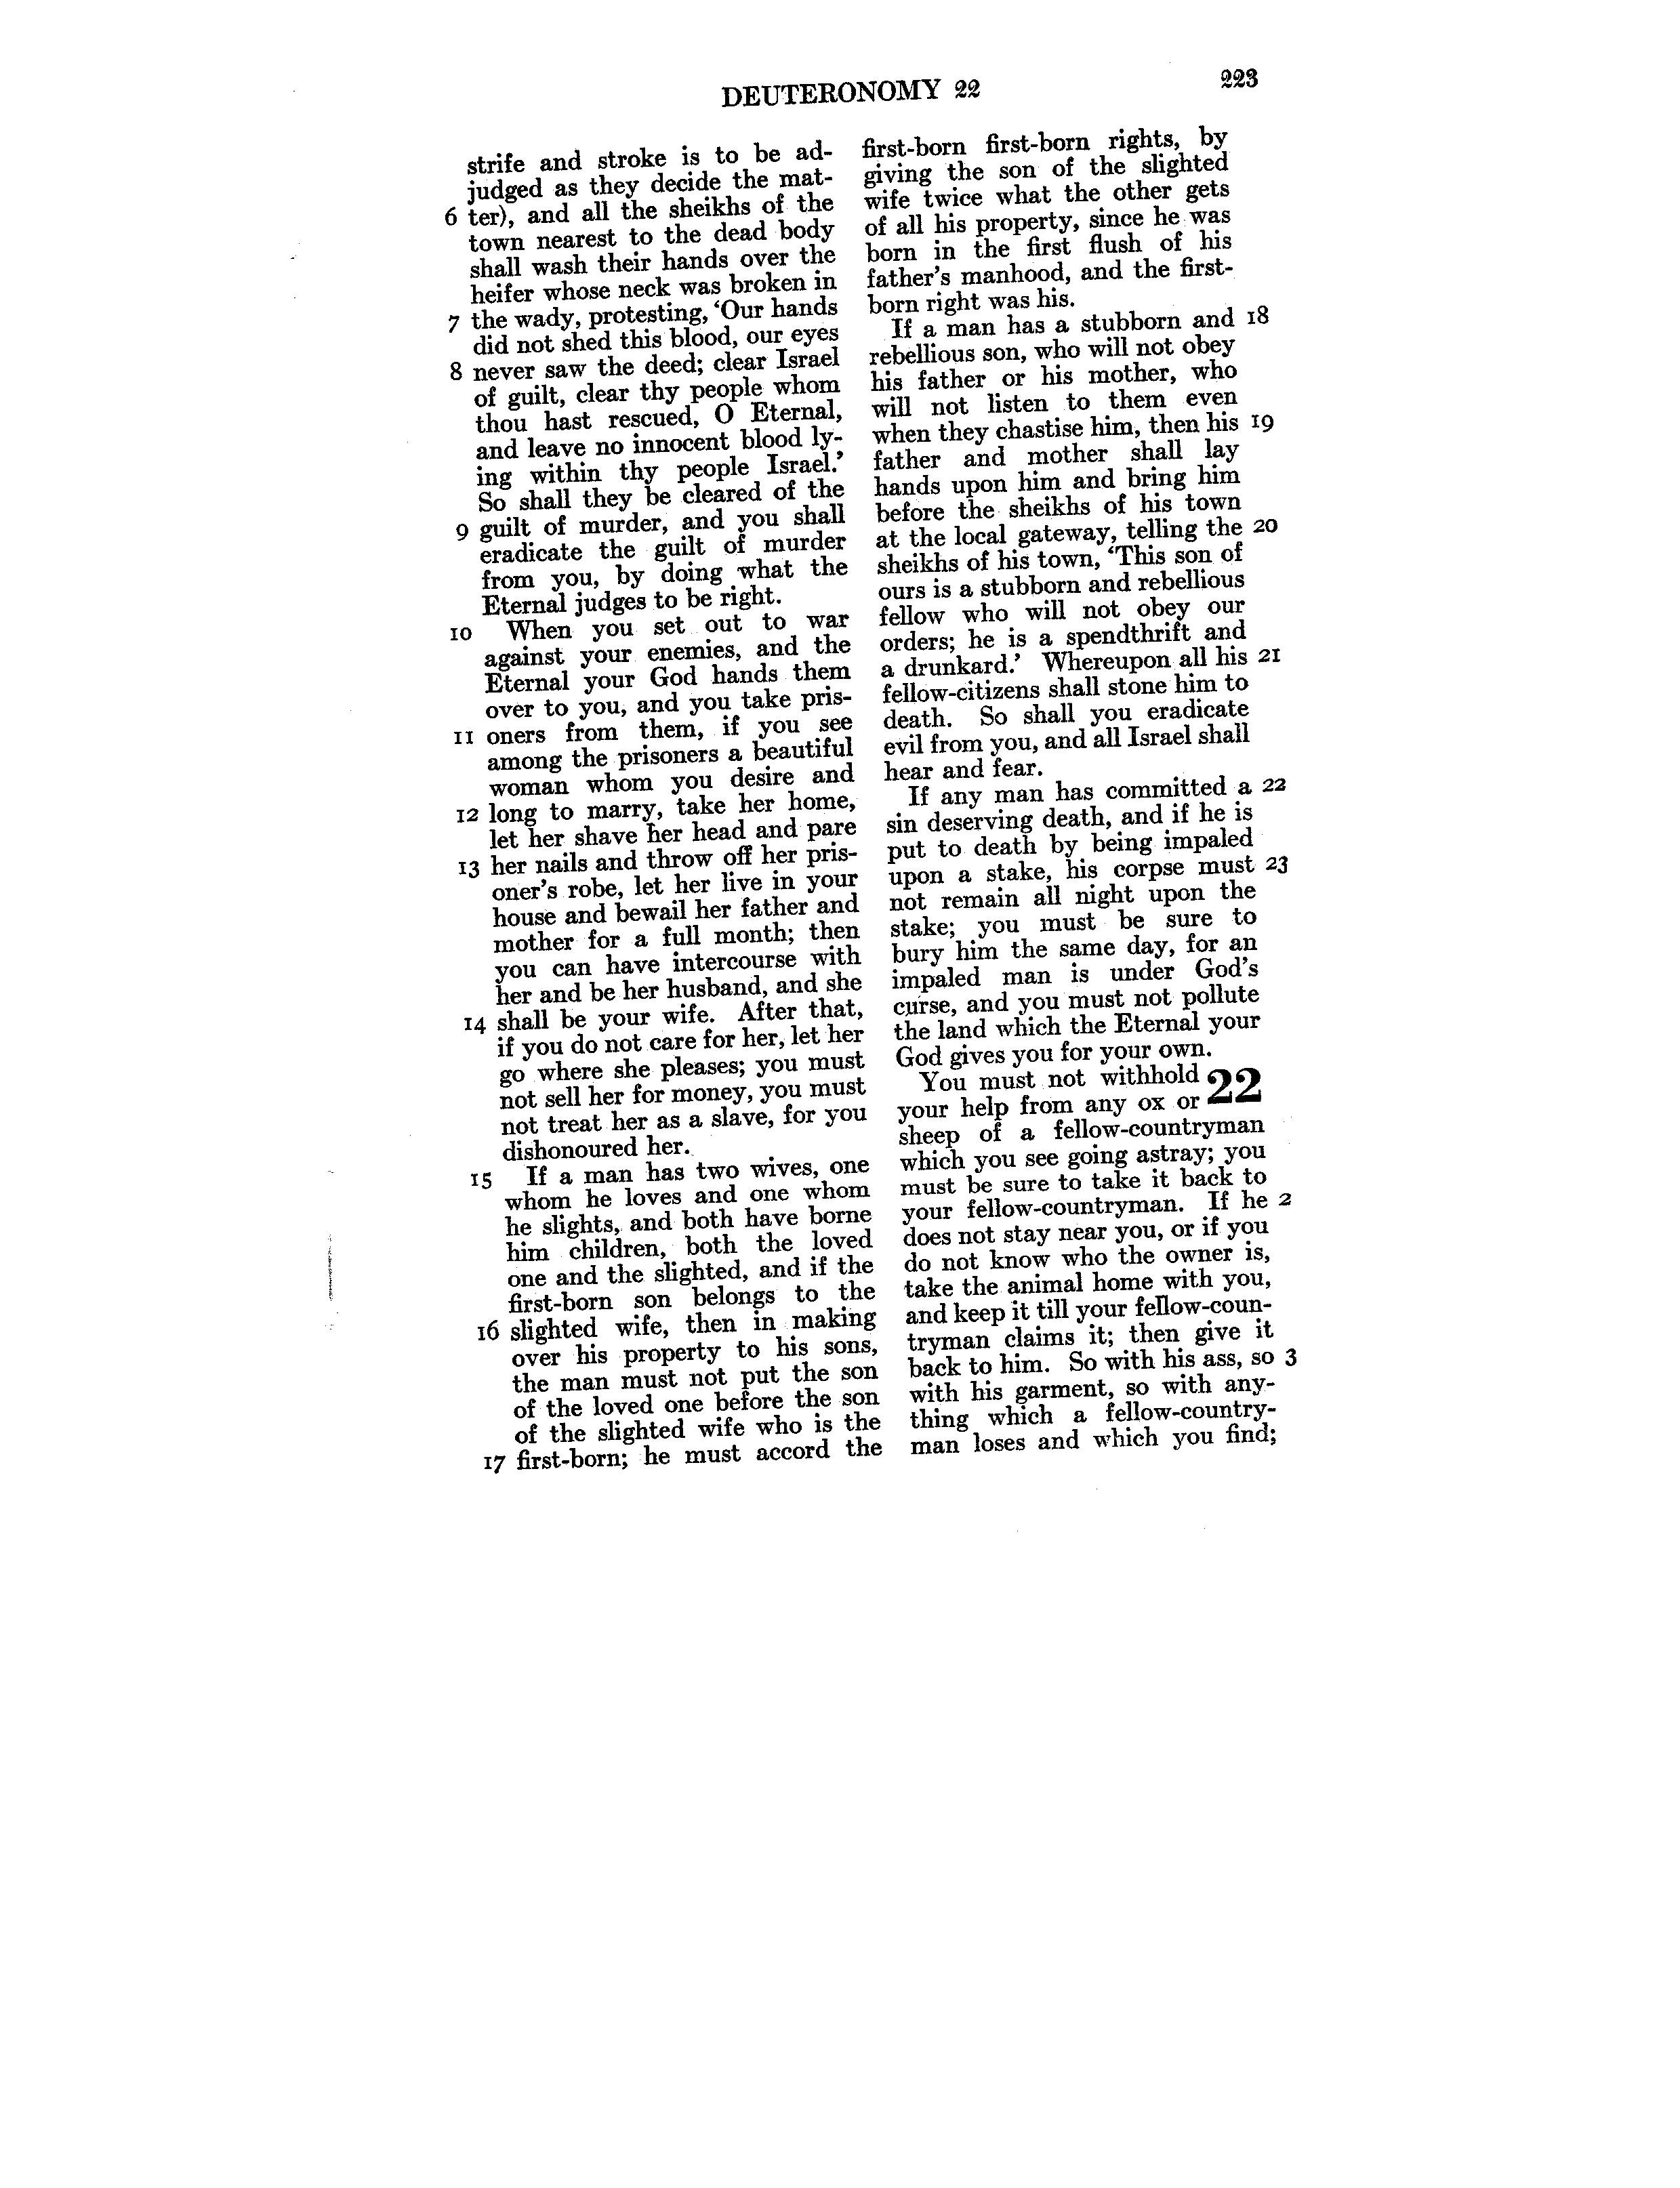 DEUTERONOMY 22
223
strife and stroke is to be ad-
judged as they decide the mat-
6 ter), and all the sheikhs of the
town nearest to the dead body
shall wash their hands over the
heifer whose neck was broken in
7 the wady, protesting, ‘Our hands
did not shed this blood, our eyes
8 never saw the deed; clear Israel
of guilt, clear thy people whom
thou hast rescued, O Eternal,
and leave no innocent blood ly-
ing within thy people Israel.’
So shall they be cleared of the
9 guilt of murder, and you shall
eradicate the guilt of murder
from you, by doing what the
Eternal judges to be right.
10 When you set out to war
against your enemies, and the
Eternal your God hands them
over to you, and you take pris-
11 oners from them, if you see
among the prisoners a beautiful
woman whom you desire and
12 long to marry, take her home,
let her shave her head and pare
13 her nails and throw off her pris-
oner’s robe, let her live in your
house and bewail her father and
mother for a full month; then
you can have intercourse with
her and be her husband, and she
14 shall be your wife. After that,
if you do not care for her, let her
go where she pleases; you must
not sell her for money, you must
not treat her as a slave, for you
dishonoured her.
15 If a man has two wives, one
whom he loves and one whom
he slights, and both have borne
him children, both the loved
one and the slighted, and if the
first-born son belongs to the
16 slighted wife, then in making
over his property to his sons,
the man must not put the son
of the loved one before the son
of the slighted wife who is the
17 first-born; he must accord the
first-born first-born rights, by
giving the son of the slighted
wife twice what the other gets
of all his property, since he was
born in the first flush of his
father’s manhood, and the first-
born right was his.
If a man has a stubborn and 18
rebellious son, who will not obey
his father or his mother, who
will not listen to them even
when they chastise him, then his 19
father and mother shall lay
hands upon him and bring him
before the sheikhs of his town
at the local gateway, telling the 20
sheikhs of his town, ‘This son of
ours is a stubborn and rebellious
fellow who will not obey our
orders; he is a spendthrift and
a drunkard.’ Whereupon all his 21
fellow-citizens shall stone him to
death. So shall you eradicate
evil from you, and all Israel shall
hear and fear.
If any man has committed a 22
sin deserving death, and if he is
put to death by being impaled
upon a stake, his corpse must 23
not remain all night upon the
stake; you must be sure to
bury him the same day, for an
impaled man is under God’s
curse, and you must not pollute
the land which the Eternal your
God gives you for your own.
You must not withhold 22
your help from any ox or
sheep of a fellow-countryman
which you see going astray; you
must be sure to take it back to
your fellow-countryman. If he 2
does not stay near you, or if you
do not know who the owner is,
take the animal home with you,
and keep it till your fellow-coun-
tryman claims it; then give it
back to him. So with his ass, so 3
with his garment, so with any-
thing which a fellow-country-
man loses and which you find;